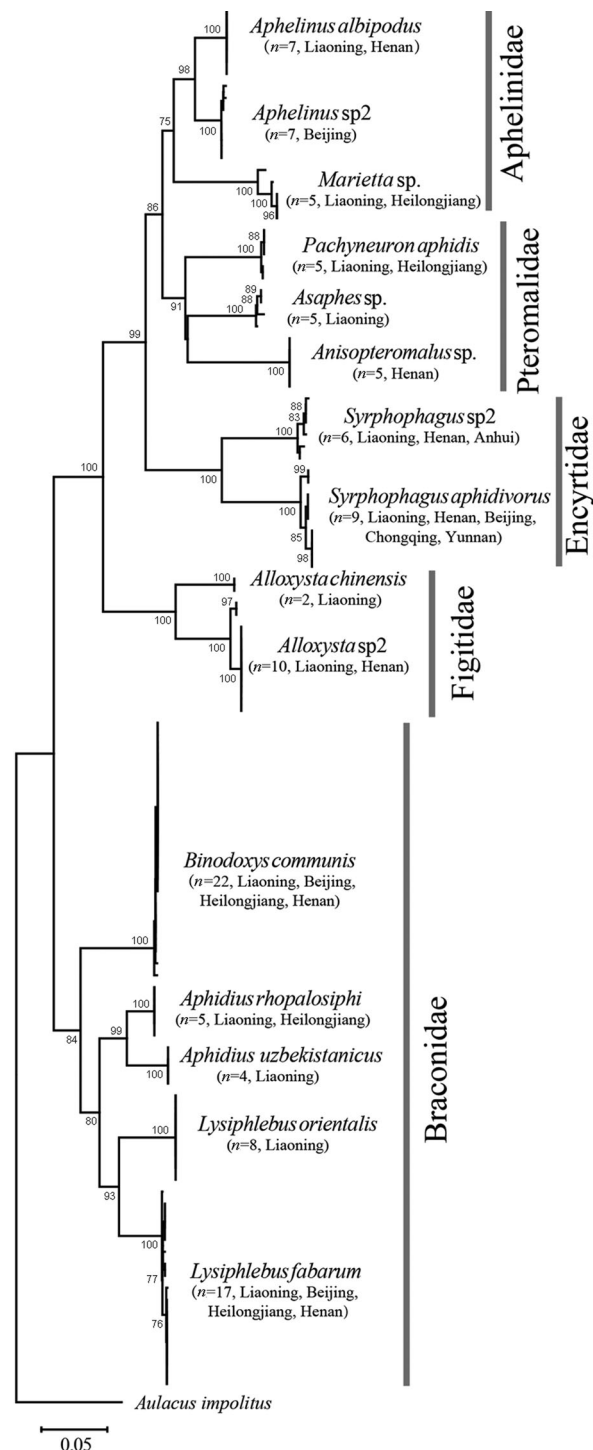 100
Aphelinus albipodus
(n=7, Liaoning, Henan)
98
Aphelinus sp2
100
(n=7, Beijing)
75
Aphelinidae
Marietta sp.
100
100
(n=5, Liaoning, Heilongjiang)
96
86
88
Pachyneuron aphidis
100
(n=5, Liaoning, Heilongjiang)
89
Asaphes sp.
88
91
100
(n=5, Liaoning)
Anisopteromalus sp.
100
(n=5, Henan)
Pteromalidae
99
88
Syrphophagus sp2
83
100
(n=6, Liaoning, Henan, Anhui)
100
99
Syrphophagus aphidivorus
100
(n=9, Liaoning, Henan, Beijing,
85
Chongqing, Yunnan)
98
Encyrtidae
100
Alloxysta chinensis
100
(n=2, Liaoning)
97
100
Alloxysta sp2
100
(n=10, Liaoning, Henan)
100
Figitidae
Binodoxys communis
(n=22, Liaoning, Beijing,
Heilongjiang, Henan)
100
84
Aphidius rhopalosiphi
100
(n=5, Liaoning, Heilongjiang)
99
Aphidius uzbekistanicus
100
(n=4, Liaoning)
80
Lysiphlebus orientalis
100
(n=8, Liaoning)
93
100
Lysiphlebus fabarum
77
(n=17, Liaoning, Beijing,
Heilongjiang, Henan)
76
Braconidae
Aulacus impolitus
0.05